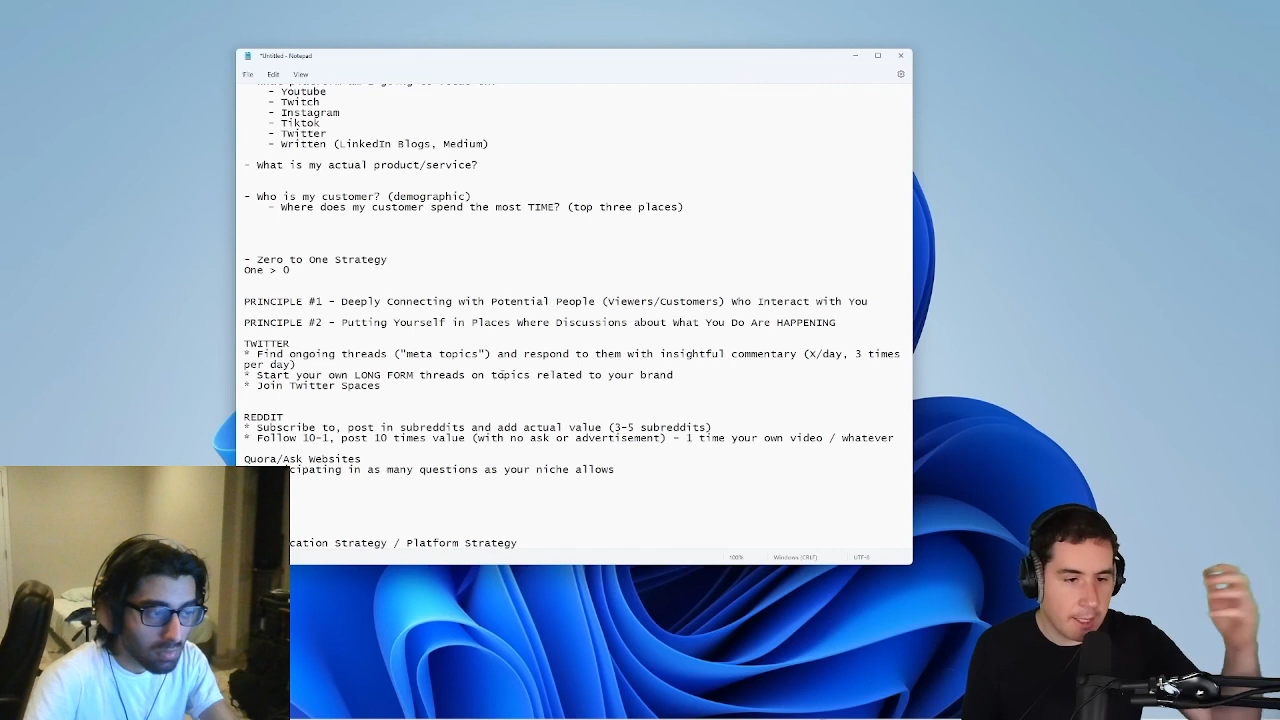 *Untitled - Notepad
File Edit View
- Youtube
- Twitch
- Instagram
- Tiktok
- Twitter
- Written (LinkedIn Blogs, Medium)
- What is my actual product/service?
- Who is my customer? (demographic)
- Where does my customer spend the most TIME? (top three places)
- Zero to One Strategy
One > 0
PRINCIPLE #1 - Deeply Connecting with Potential People (Viewers/Customers) Who Interact with You
PRINCIPLE #2 - Putting Yourself in Places Where Discussions about What You Do Are HAPPENING
TWITTER
* Find ongoing threads ("meta topics") and respond to them with insightful commentary (X/day, 3 times
per day)
* Start your own LONG FORM threads on topics related to your brand
* Join Twitter Spaces
REDDIT
* Subscribe to, post in subreddits and add actual value (3-5 subreddits)
* Follow 10-1, post 10 times value (with no ask or advertisement) - 1 time your own video / whatever
Quora/Ask Websites
in as many questions as your niche allows
Strategy / Platform Strategy
100% Windows (CRLF) UTF-8